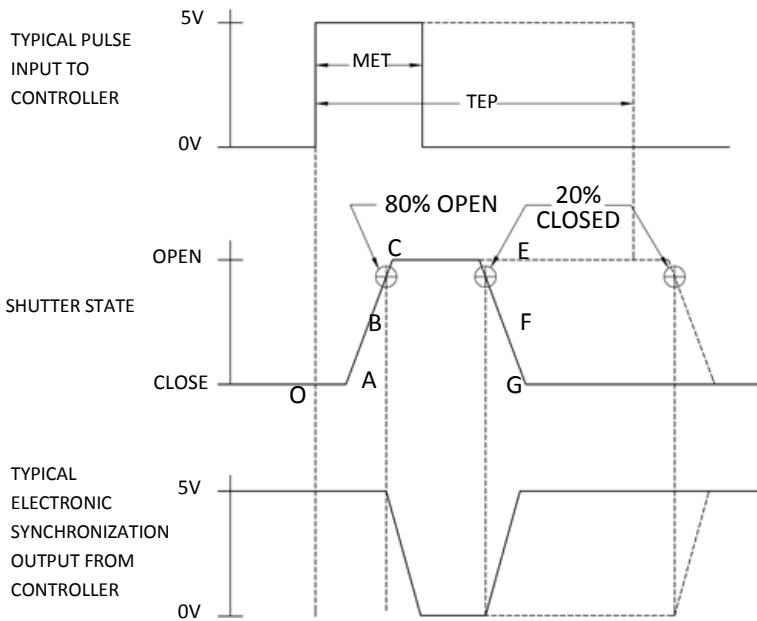 5V
TYPICAL PULSE
INPUT TO
CONTROLLER
MET
TEP
0V
80% OPEN
20%
CLOSED
OPEN
C
E
SHUTTER STATE
B
F
CLOSE
A
G
O
TYPICAL
ELECTRONIC
SYNCHRONIZATION
OUTPUT FROM
CONTROLLER
5V
0V